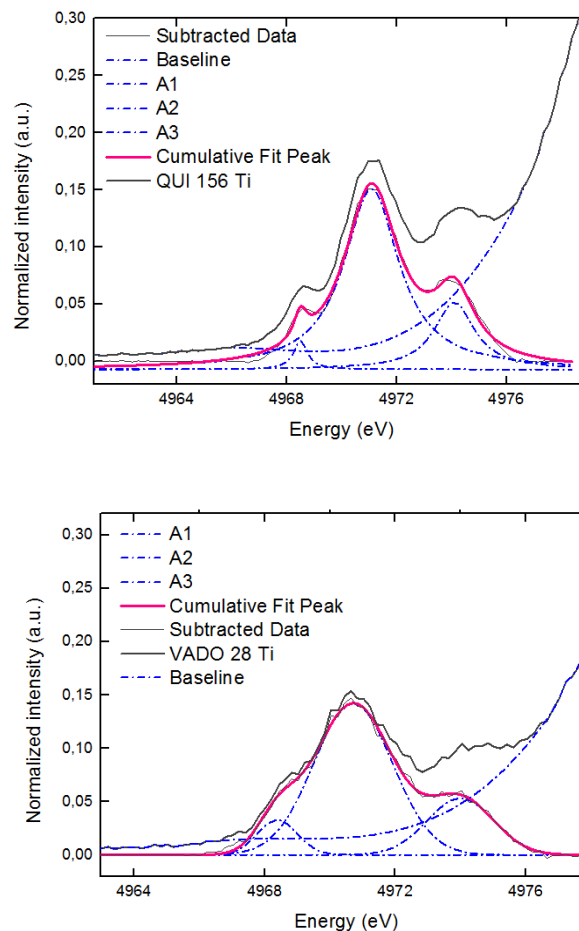 0,30
Subtracted Data
0,25
Baseline
A1
0,20
A2
A3
0,15
Cumulative Fit Peak
QUI 156 Ti
0,10
0,05
0,00
Normalized intensity (a.u.)
4964 4968 4972 4976
Energy (eV)
0,30
A1
A2
0,25
A3
Cumulative Fit Peak
0,20
Subtracted Data
VADO 28 Ti
0,15
Baseline
0,10
0,05
0,00
Normalized intensity (a.u.)
4964 4968 4972 4976
Energy (eV)